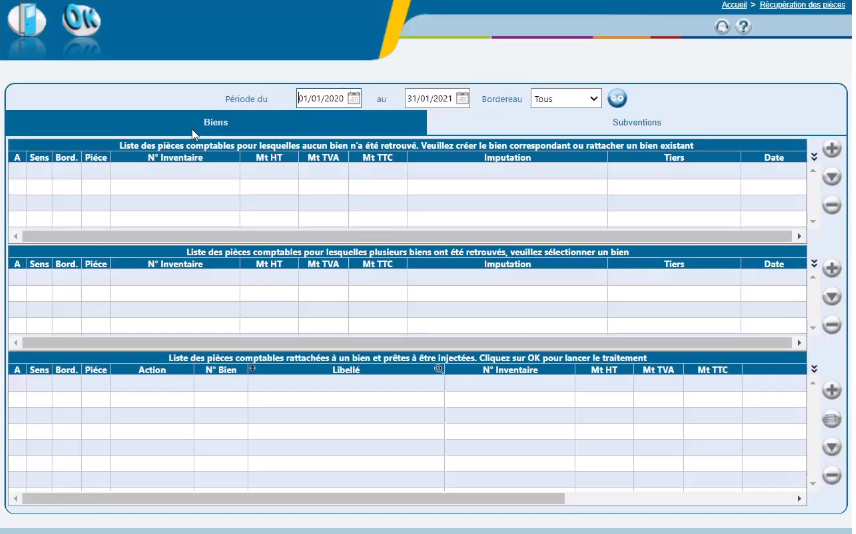 Accueil > Récupération des pièces
OK
?
Période du 01/01/2020 au 31/01/2021 Bordereau Tous
Biens Subventions
Liste des pièces comptables pour lesquelles aucun bien n'a été retrouvé. Veuillez créer le bien correspondant ou rattacher un bien existant
A Sens Bord. Piéce N° Inventaire Mt HT Mt TVA Mt TTC Imputation Tiers Date
Liste des pièces comptables pour lesquelles plusieurs biens ont été retrouvés, veuillez sélectionner un bien
A Sens Bord. Piéce N° Inventaire Mt HT Mt TVA Mt TTC Imputation Tiers Date
Liste des pièces comptables rattachées à un bien et prêtes à être injectées. Cliquez sur OK pour lancer le traitement
A Sens Bord. Piéce Action N° Bien Libellé N° Inventaire Mt HT Mt TVA Mt TTC